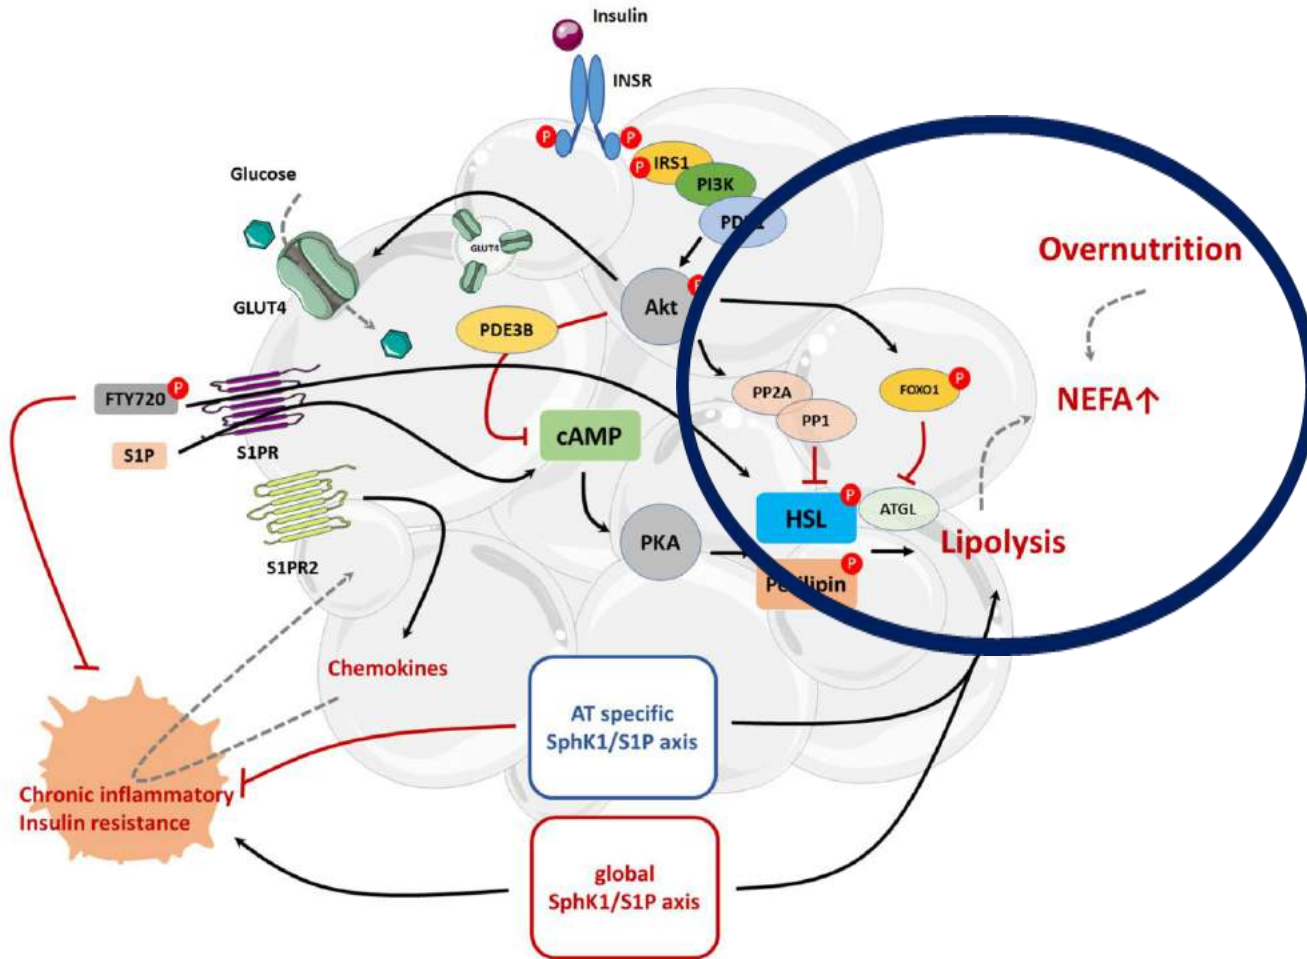 Insulin
INSR
P
P
IRS1
P
PI3K
Glucose
GLUT4
Overnutrition
Akt
P
GLUT4
PDE3B
NEFA↑
PP2A
FOXO1
P
PP1
FTY720
P
S1P
S1PR
cAMP
HSL
P
ATGL
PKA
Lipolysis
P
S1PR2
Chemokines
AT specific
SphK1/S1P axis
Chronic inflammatory
Insulin resistance
global
SphK1/S1P axis